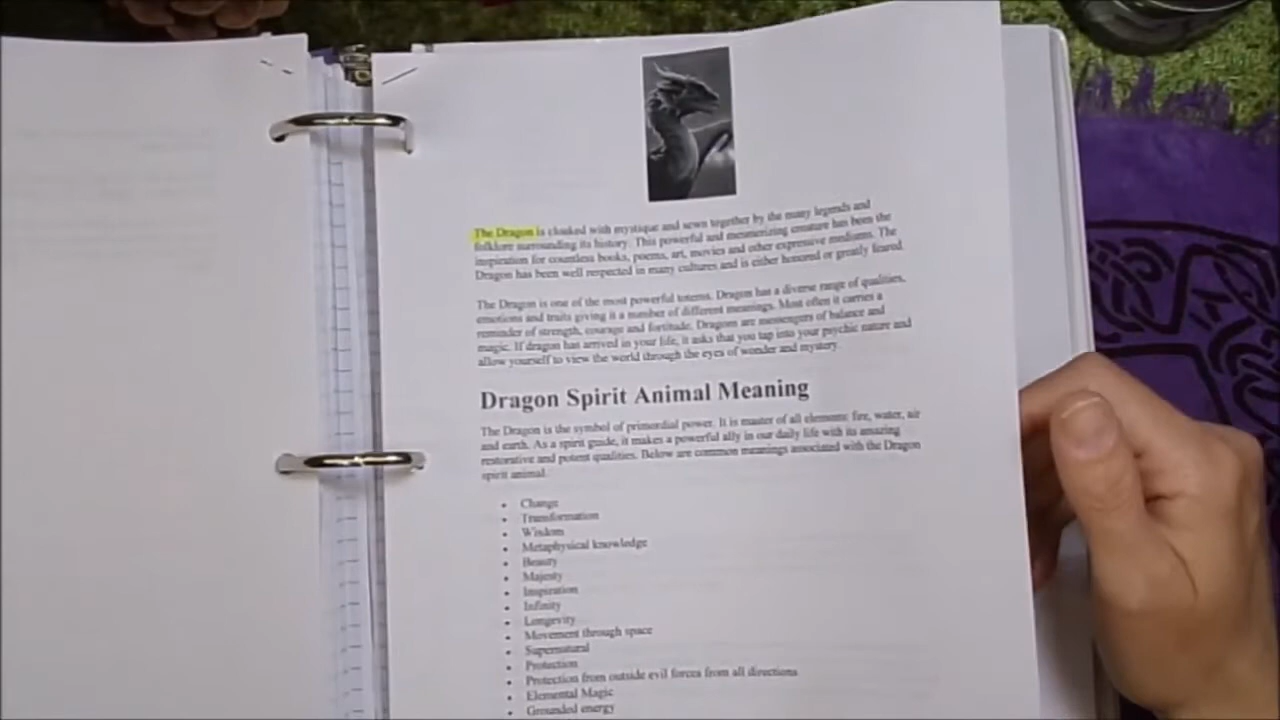 The Dragon is cloaked with mystique and sewn together by the many legends and
folklore surrounding its history. This powerful and mesmerizing creature has been the
inspiration for countless books, poems, art, movies and other expressive mediums. The
Dragon has been well respected in many cultures and is either honored or greatly feared.
The Dragon is one of the most powerful totems. Dragon has a diverse range of qualities,
emotions and traits giving it a number of different meanings. Most often it carries a
reminder of strength, courage and fortitude. Dragons are messengers of balance and
magic. If dragon has arrived in your life, it asks that you tap into your psychic nature and
allow yourself to view the world through the eyes of wonder and mystery.
Dragon Spirit Animal Meaning
The Dragon is the symbol of primordial power. It is master of all elements: fire, water, air
and earth. As a spirit guide, it makes a powerful ally in our daily life with its amazing
restorative and potent qualities. Below are common meanings associated with the Dragon
spirit animal.
• Change
• Transformation
• Wisdom
• Metaphysical knowledge
• Beauty
• Majesty
• Inspiration
• Infinity
• Longevity
• Movement through space
• Supernatural
• Protection
• Protection from outside evil forces from all directions
• Elemental Magic
• Grounded energy